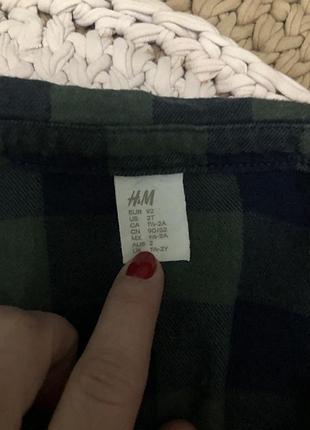 H&M
EUR 92
US 2T
CA 1½-2A
CN 90/52
MX 1½-2A
AUS 2
UK 1½-2Y